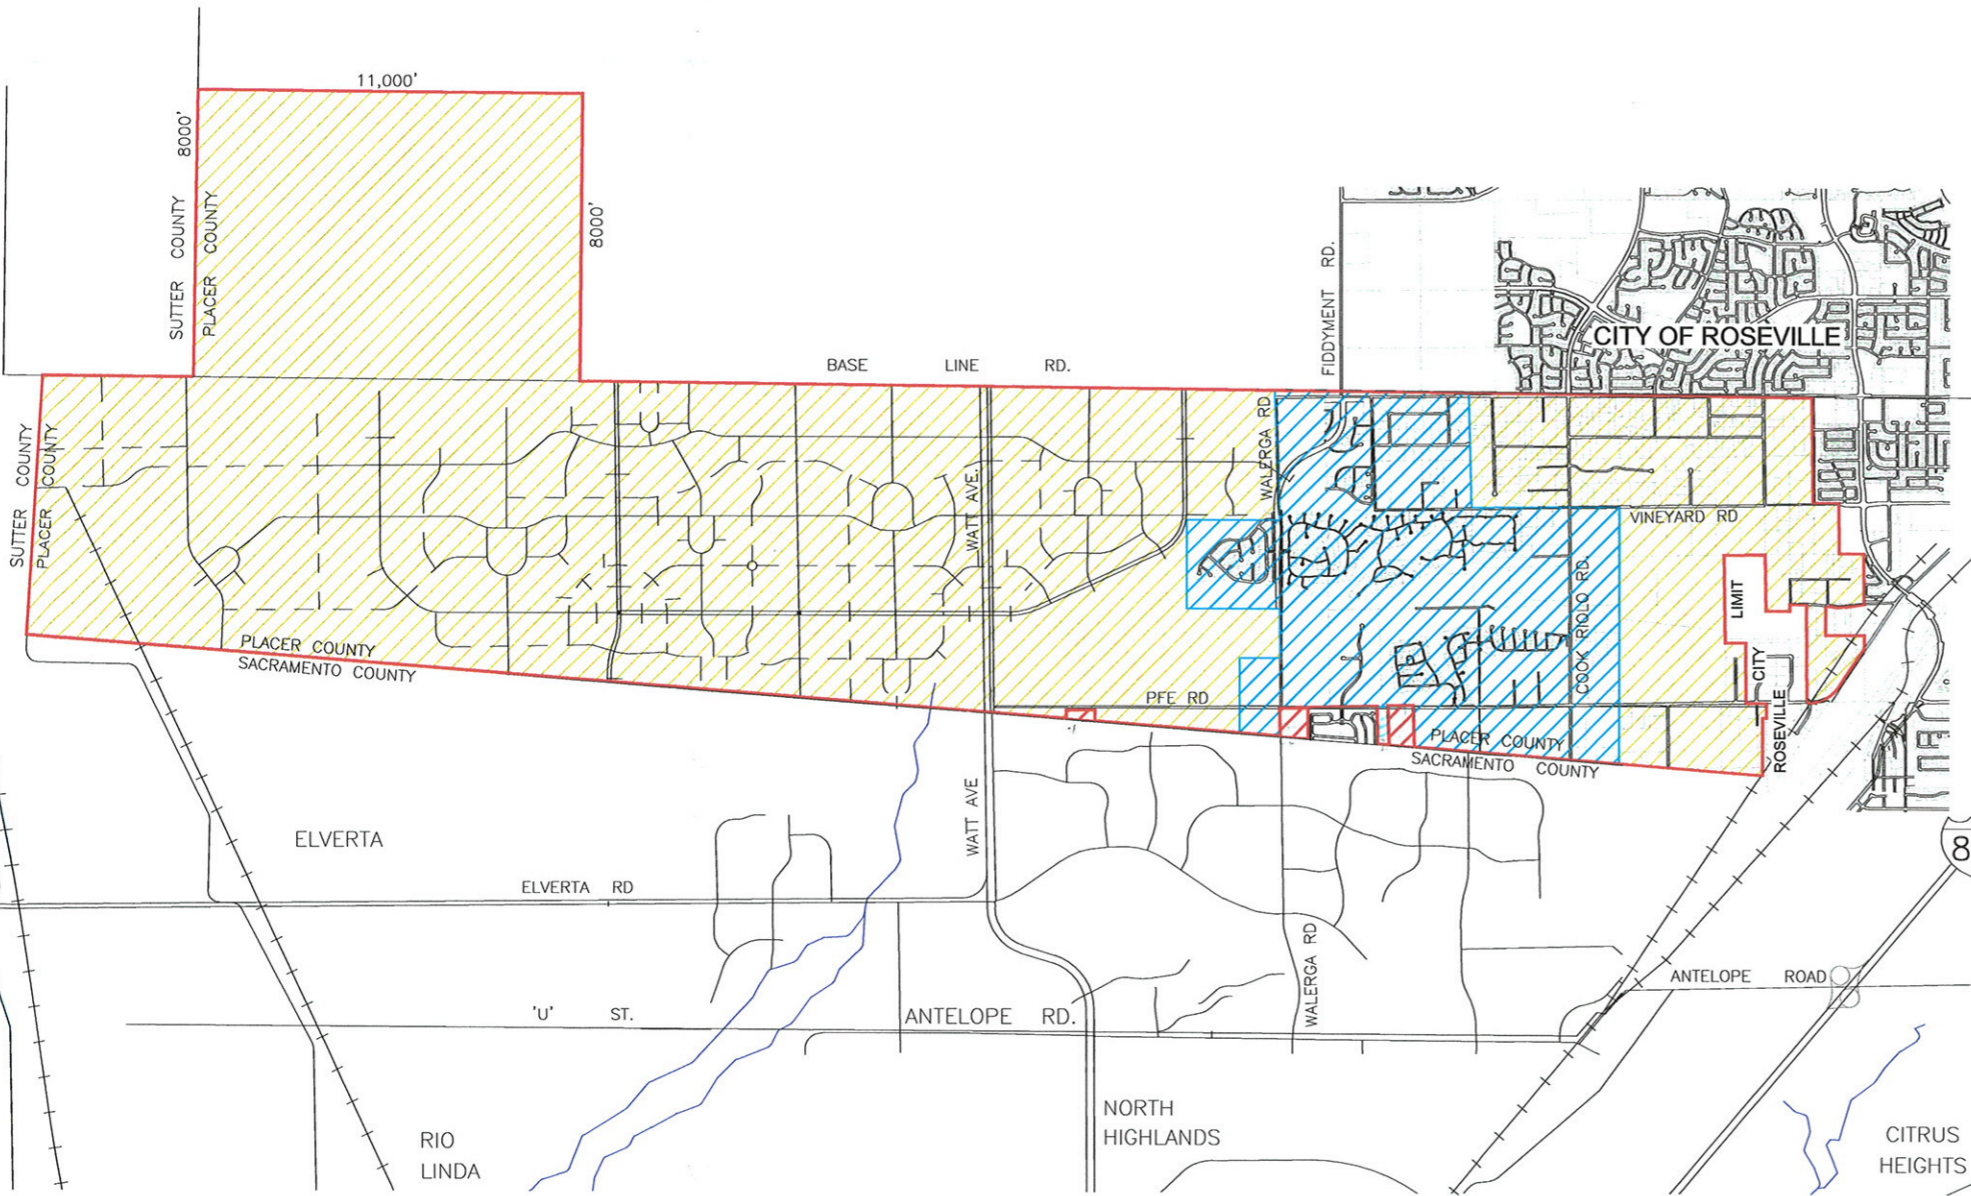 11,000'
8000'
SUTTER COUNTY
PLACER COUNTY
8000'
FIDDYMENT RD.
CITY OF ROSEVILLE
BASE LINE RD.
SUTTER COUNTY
PLACER COUNTY
WALERGA RD
WATT AVE.
VINEYARD RD
COOK RIOLO RD.
LIMIT
CITY
ROSEVILLE
PLACER COUNTY
SACRAMENTO COUNTY
PFE RD
PLACER COUNTY
SACRAMENTO COUNTY
WATT AVE
ELVERTA
8
ELVERTA RD
WALERGA RD
ANTELOPE ROAD
'U' ST.
ANTELOPE RD.
NORTH
HIGHLANDS
RIO
LINDA
CITRUS
HEIGHTS